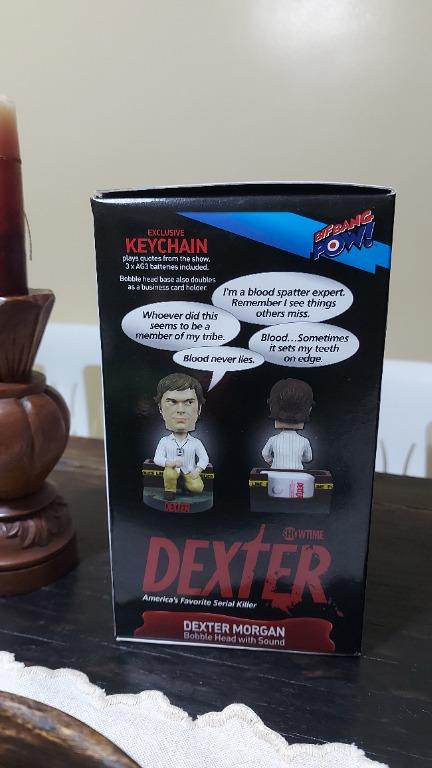 BIF BANG
POW!
EXCLUSIVE
KEYCHAIN
plays quotes from the show.
3 x AG3 batteries included.
Bobble head base also doubles
as a business card holder.
I'm a blood spatter expert.
Remember I see things
others miss.
Whoever did this
seems to be a
member of my tribe.
Blood...Sometimes
it sets my teeth
on edge.
Blood never lies.
DEXTER
SHOWTIME
DEXTER
America's Favorite Serial Killer
DEXTER MORGAN
Bobble Head with Sound